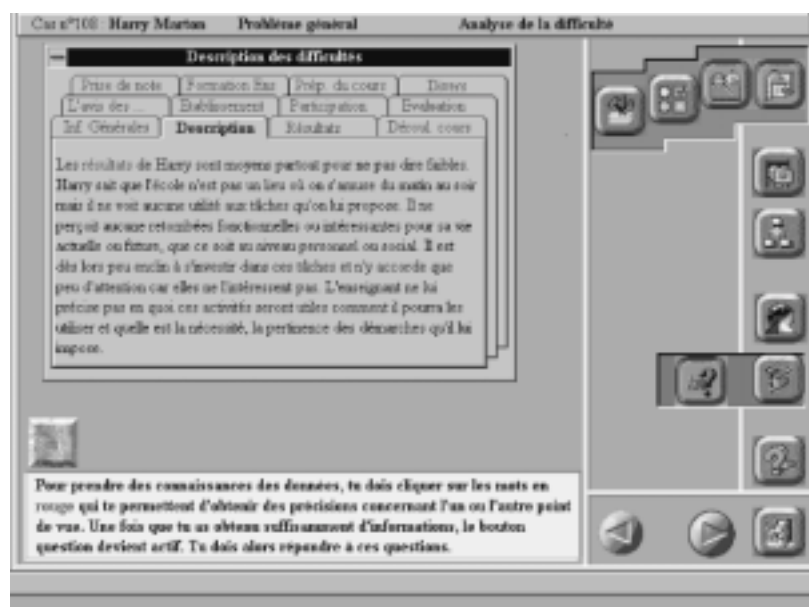 Cas n°108 : Harry Marton Problème général Analyse de la difficulté
Description des difficultés
Prise de note Formation Ens Prép. du cours Divers
L'avis des ... Etablissement Participation Evaluation
Inf. Générales Description Résultats Déroul. cours
Les résultats de Harry sont moyens partout pour ne pas dire faibles.
Harry sait que l'école n'est pas un lieu où on s'amuse du matin au soir
mais il ne voit aucune utilité aux tâches qu'on lui propose. Il ne
perçoit aucune retombées fonctionnelles ou intéressantes pour sa vie
actuelle ou future, que ce soit au niveau personnel ou social. Il est
dès lors peu enclin à s'investir dans ces tâches et n'y accorde que
peu d'attention car elles ne l'intéressent pas. L'enseignant ne lui
précise pas en quoi ces activités seront utiles comment il pourra les
utiliser et quelle est la nécessité, la pertinence des démarches qu'il lui
impose.
Pour prendre des connaissances des données, tu dois cliquer sur les mots en
rouge qui te permettent d'obtenir des précisions concernant l'un ou l'autre point
de vue. Une fois que tu as obtenu suffisamment d'informations, le bouton
question devient actif. Tu dois alors répondre à ces questions.